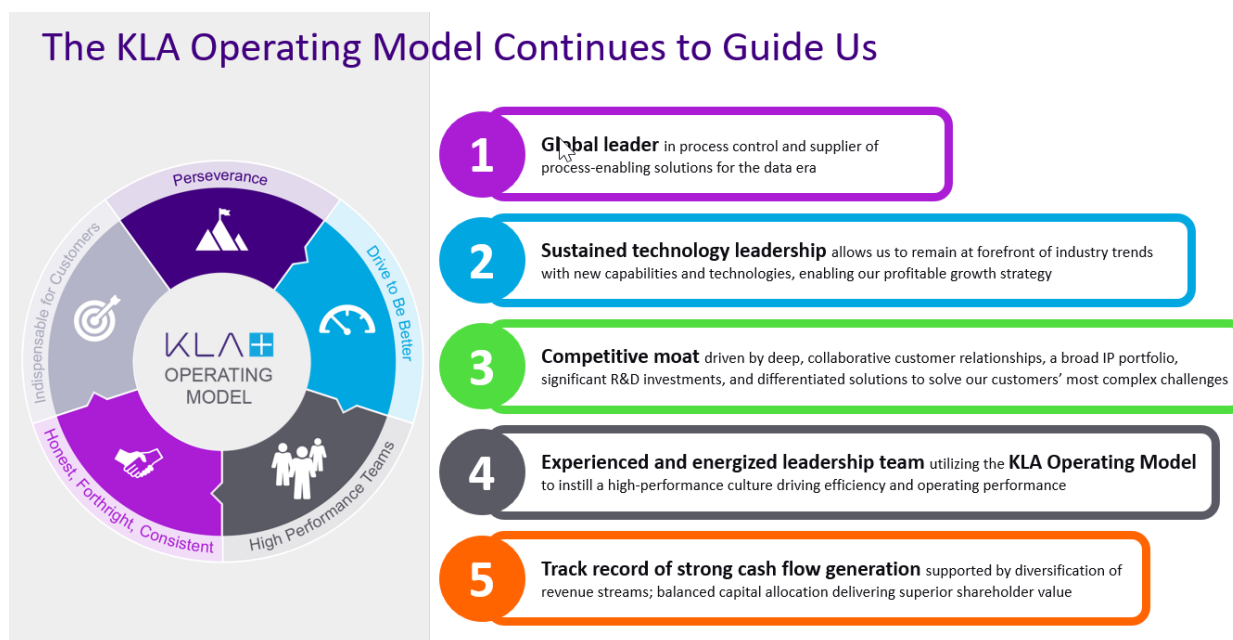 The KLA Operating Model Continues to Guide Us
Perseverance
Drive to Be Better
High Performance Teams
Honest, Forthright, Consistent
Indispensable for Customers
KLA+
OPERATING
MODEL
1
Global leader in process control and supplier of
process-enabling solutions for the data era
2
Sustained technology leadership allows us to remain at forefront of industry trends
with new capabilities and technologies, enabling our profitable growth strategy
3
Competitive moat driven by deep, collaborative customer relationships, a broad IP portfolio,
significant R&D investments, and differentiated solutions to solve our customers’ most complex challenges
4
Experienced and energized leadership team utilizing the KLA Operating Model
to instill a high-performance culture driving efficiency and operating performance
5
Track record of strong cash flow generation supported by diversification of
revenue streams; balanced capital allocation delivering superior shareholder value